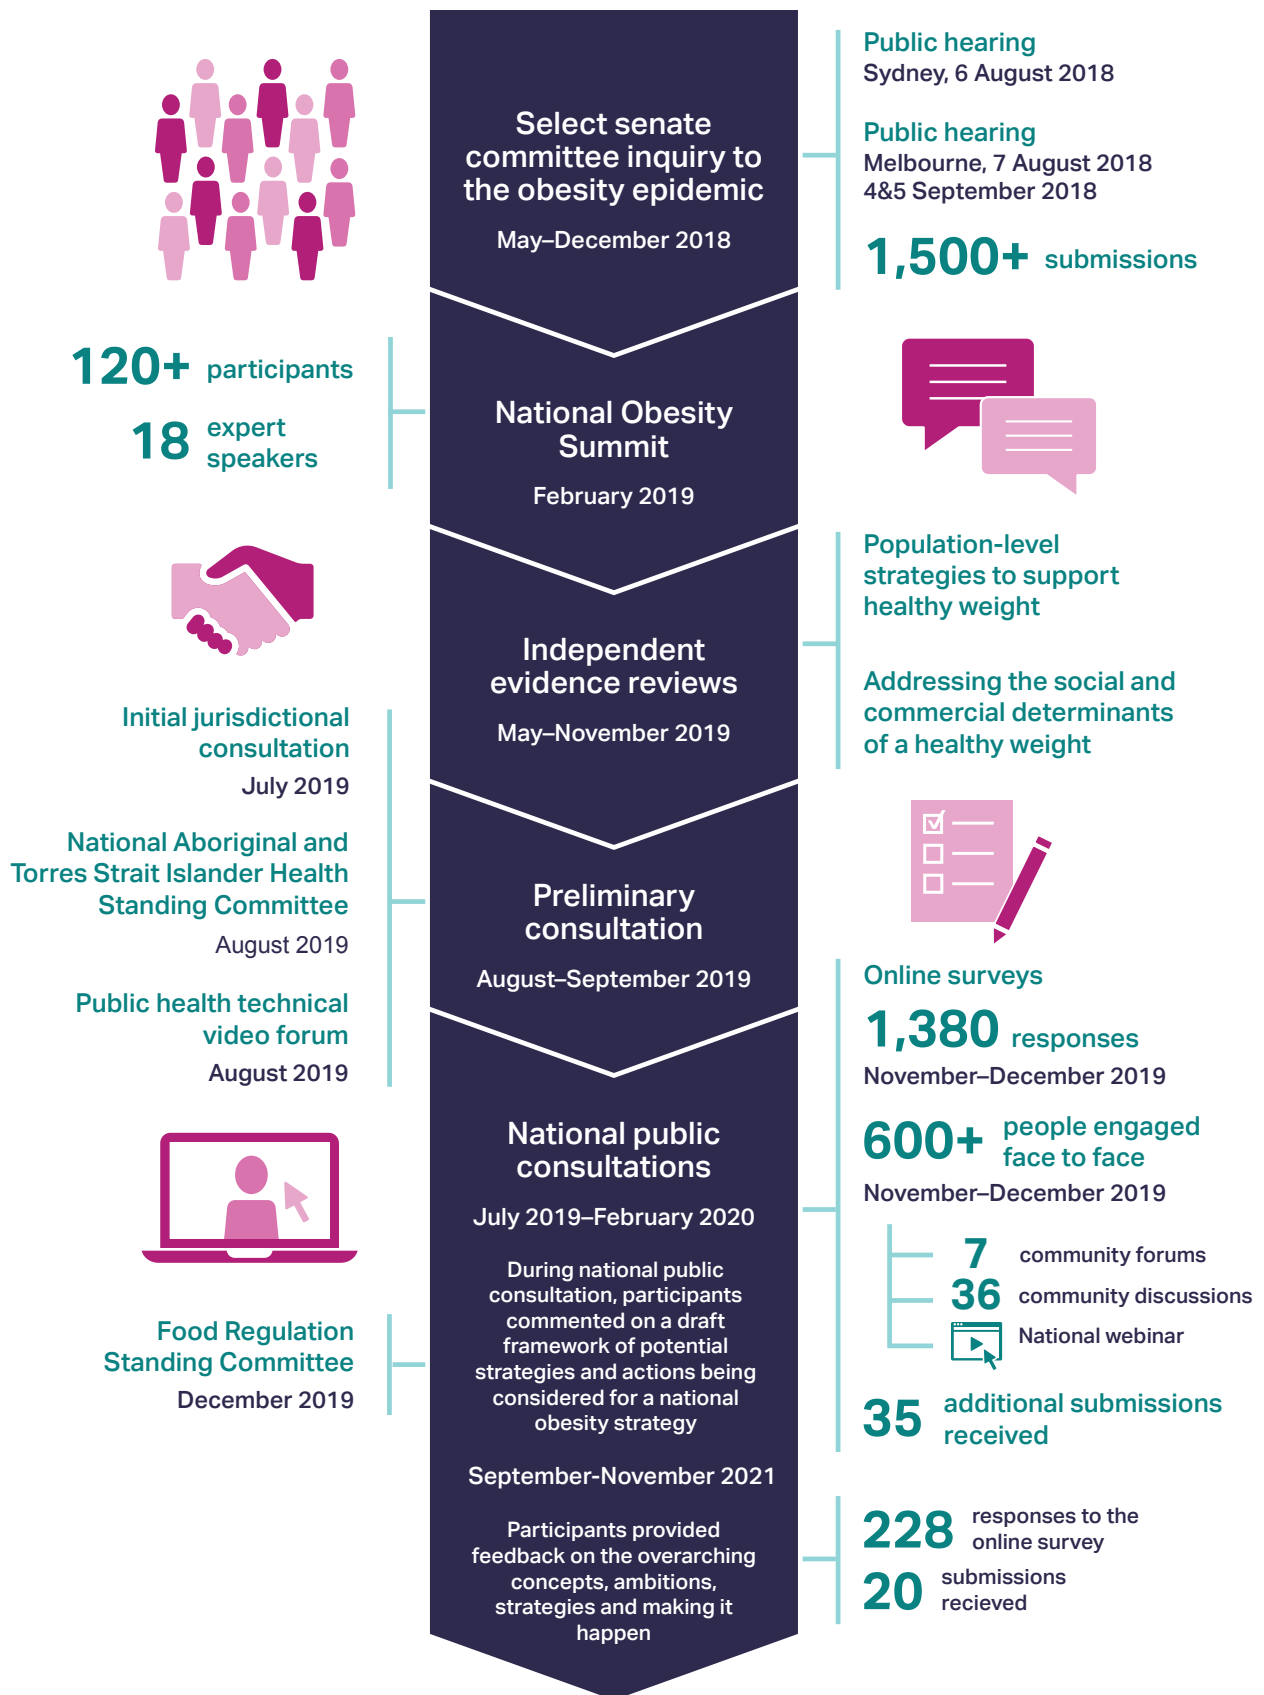 Select senate
committee inquiry to
the obesity epidemic
May–December 2018
Public hearing
Sydney, 6 August 2018
Public hearing
Melbourne, 7 August 2018
4&5 September 2018
1,500+ submissions
National Obesity
Summit
February 2019
120+ participants
18 expert
speakers
Independent
evidence reviews
May–November 2019
Population-level
strategies to support
healthy weight
Addressing the social and
commercial determinants
of a healthy weight
Preliminary
consultation
August–September 2019
Initial jurisdictional
consultation
July 2019
National Aboriginal and
Torres Strait Islander Health
Standing Committee
August 2019
Public health technical
video forum
August 2019
National public
consultations
July 2019–February 2020
During national public
consultation, participants
commented on a draft
framework of potential
strategies and actions being
considered for a national
obesity strategy
Food Regulation
Standing Committee
December 2019
Online surveys
1,380 responses
November–December 2019
600+ people engaged
face to face
November–December 2019
7 community forums
36 community discussions
National webinar
35 additional submissions
received
September-November 2021
Participants provided
feedback on the overarching
concepts, ambitions,
strategies and making it
happen
228 responses to the
online survey
20 submissions
recieved